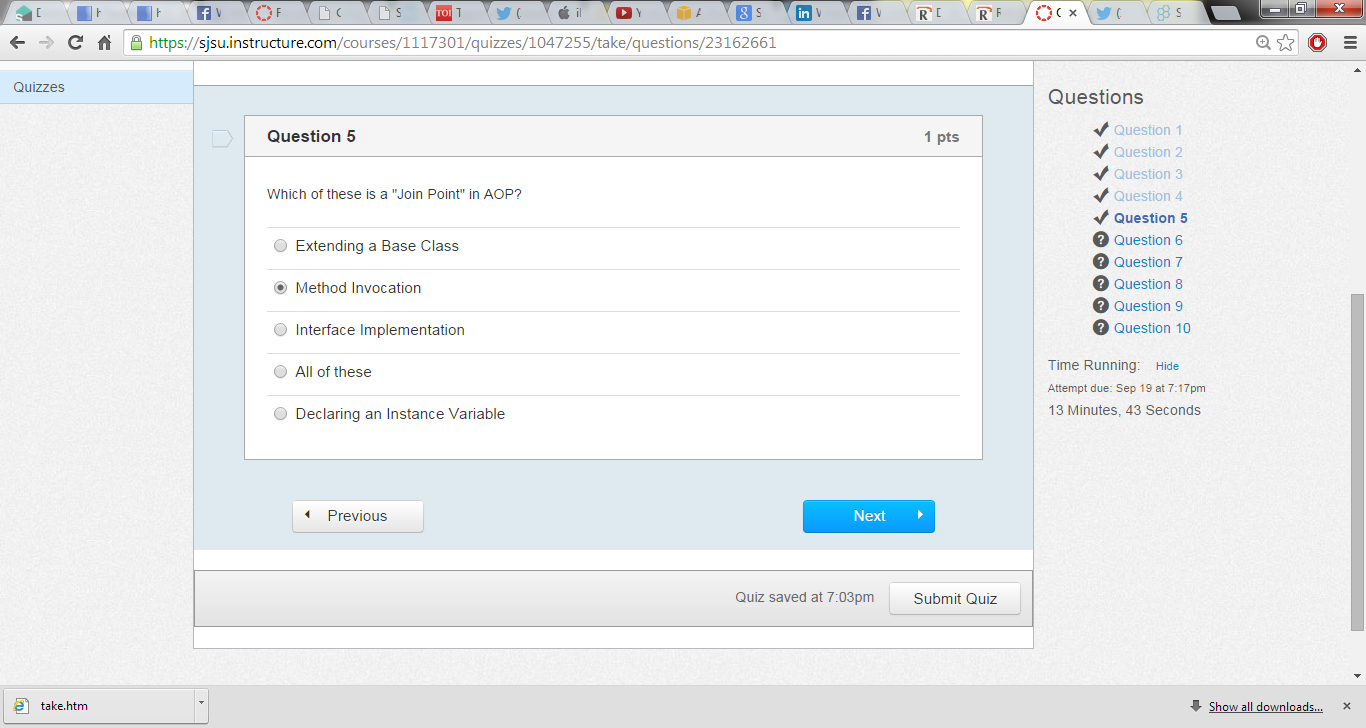 https://sjsu.instructure.com/courses/1117301/quizzes/1047255/take/questions/23162661
Quizzes
Question 5
1 pts
Which of these is a "Join Point" in AOP?
Extending a Base Class
Method Invocation
Interface Implementation
All of these
Declaring an Instance Variable
Previous
Next
Quiz saved at 7:03pm
Submit Quiz
Questions
Question 1
Question 2
Question 3
Question 4
Question 5
Question 6
Question 7
Question 8
Question 9
Question 10
Time Running: Hide
Attempt due: Sep 19 at 7:17pm
13 Minutes, 43 Seconds
take.htm
Show all downloads...